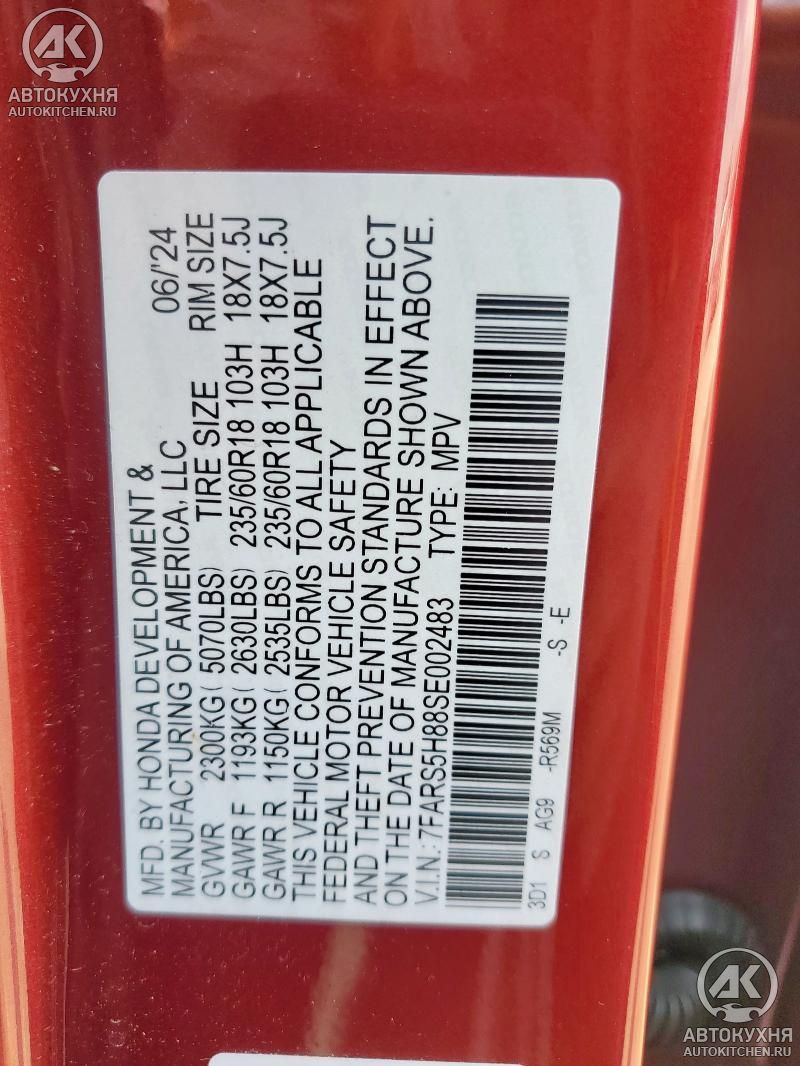 AK
АВТОКУХНЯ
AUTOKITCHEN.RU
MFD. BY HONDA DEVELOPMENT &
MANUFACTURING OF AMERICA, LLC 06/'24
GVWR 2300KG( 5070LBS) TIRE SIZE RIM SIZE
GAWR F 1193KG( 2630LBS) 235/60R18 103H 18X7.5J
GAWR R 1150KG( 2535LBS) 235/60R18 103H 18X7.5J
THIS VEHICLE CONFORMS TO ALL APPLICABLE
FEDERAL MOTOR VEHICLE SAFETY
AND THEFT PREVENTION STANDARDS IN EFFECT
ON THE DATE OF MANUFACTURE SHOWN ABOVE.
V.I.N.: 7FARS5H88SE002483 TYPE: MPV
3D1 S AG9 -R569M -S -E
AK
АВТОКУХНЯ
AUTOKITCHEN.RU